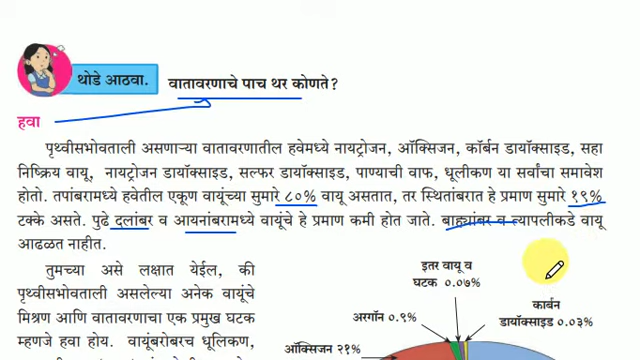 थोडे आठवा.
वातावरणाचे पाच थर कोणते?
हवा
पृथ्वीसभोवताली असणाऱ्या वातावरणातील हवेमध्ये नायट्रोजन, ऑक्सिजन, कॉर्बन डायॉक्साइड, सहा
निष्क्रिय वायू, नायट्रोजन डायॉक्साइड, सल्फर डायॉक्साइड, पाण्याची वाफ, धूलीकण या सर्वांचा समावेश
होतो. तपांबरामध्ये हवेतील एकूण वायूंच्या सुमारे ८०% वायू असतात, तर स्थितांबरात हे प्रमाण सुमारे १९%
टक्के असते. पुढे दलांबर व आयनांबरामध्ये वायूंचे हे प्रमाण कमी होत जाते. बाह्यांबर व त्यापलीकडे वायू
आढळत नाहीत.
तुमच्या असे लक्षात येईल, की
पृथ्वीसभोवताली असलेल्या अनेक वायूंचे
मिश्रण आणि वातावरणाचा एक प्रमुख घटक
म्हणजे हवा होय. वायूंबरोबरच धूलिकण,
इतर वायू व
घटक ०.०७%
कार्बन
डायॉक्साइड ०.०३%
अरगॉन ०.९%
ऑक्सिजन २१%